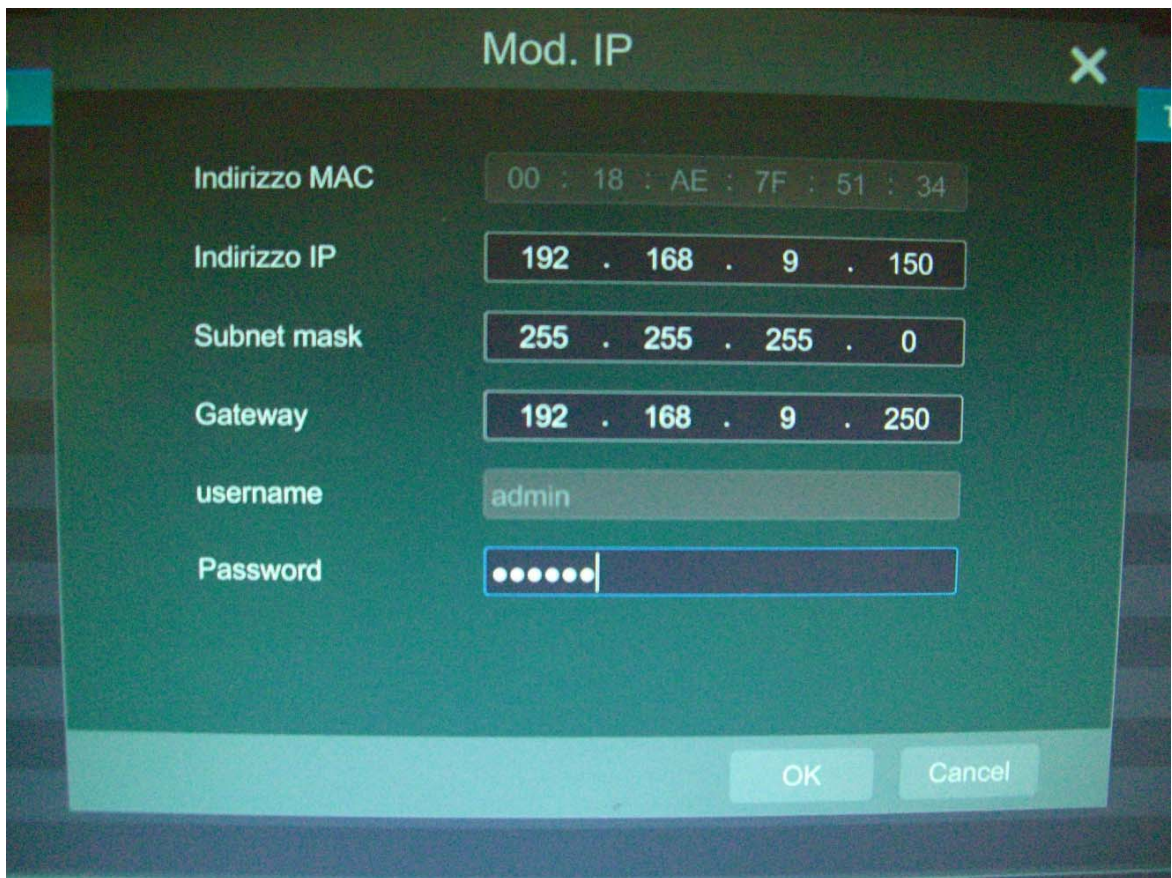 Mod. IP
Indirizzo MAC 00 : 18 : AE : 7F : 51 : 34
Indirizzo IP 192 . 168 . 9 . 150
Subnet mask 255 . 255 . 255 . 0
Gateway 192 . 168 . 9 . 250
username admin
Password ●●●●●●
OK Cancel